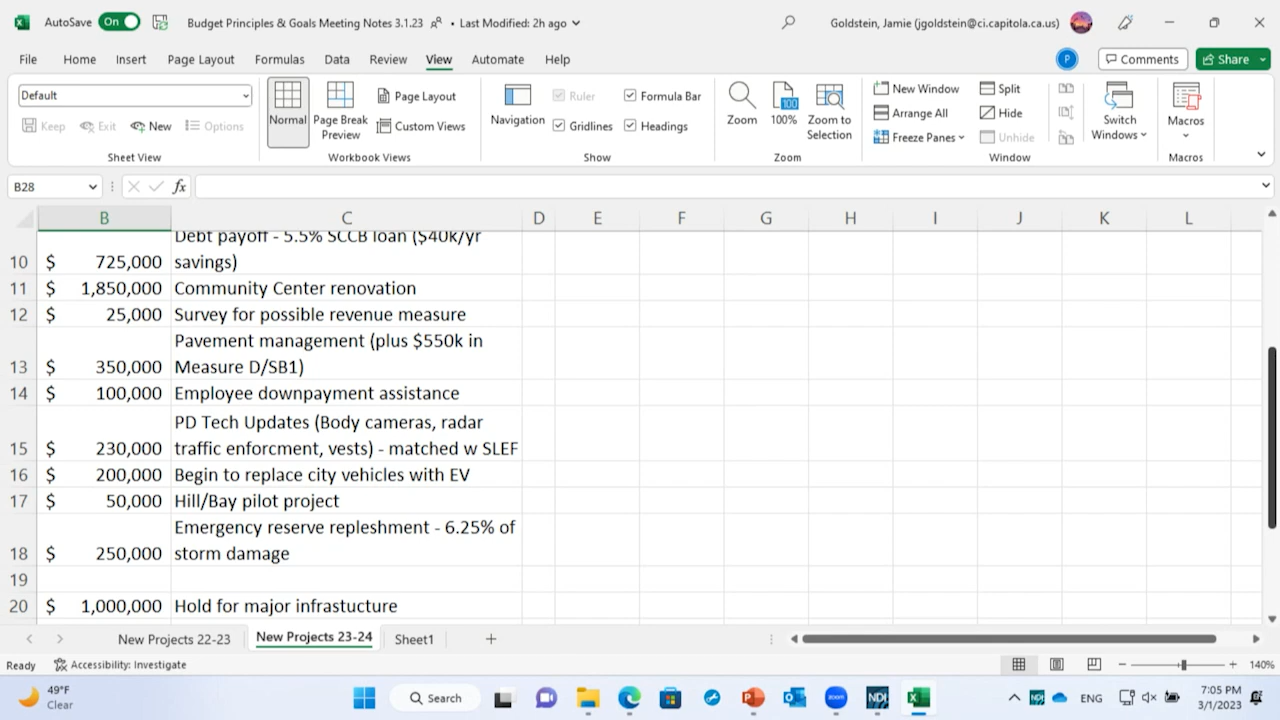 AutoSave On Budget Principles & Goals Meeting Notes 3.1.23 • Last Modified: 2h ago Goldstein, Jamie (jgoldstein@ci.capitola.ca.us)
File Home Insert Page Layout Formulas Data Review View Automate Help P Comments Share
Default Normal Page Break Preview Page Layout Navigation Ruler Formula Bar Zoom 100% Zoom to Selection New Window Split Switch Windows Macros
Keep Exit New Options Custom Views Gridlines Headings Arrange All Hide
Freeze Panes Unhide
Sheet View Workbook Views Show Zoom Window Macros
B28 fx
B C D E F G H I J K L
Debt payoff - 5.5% SCCB loan ($40k/yr
10 $ 725,000 savings)
11 $ 1,850,000 Community Center renovation
12 $ 25,000 Survey for possible revenue measure
Pavement management (plus $550k in
13 $ 350,000 Measure D/SB1)
14 $ 100,000 Employee downpayment assistance
PD Tech Updates (Body cameras, radar
15 $ 230,000 traffic enforcment, vests) - matched w SLEF
16 $ 200,000 Begin to replace city vehicles with EV
17 $ 50,000 Hill/Bay pilot project
Emergency reserve repleshment - 6.25% of
18 $ 250,000 storm damage
19
20 $ 1,000,000 Hold for major infrastucture
New Projects 22-23 New Projects 23-24 Sheet1
Ready Accessibility: Investigate 140%
49°F Search NDI NDI ENG 7:05 PM
Clear 3/1/2023